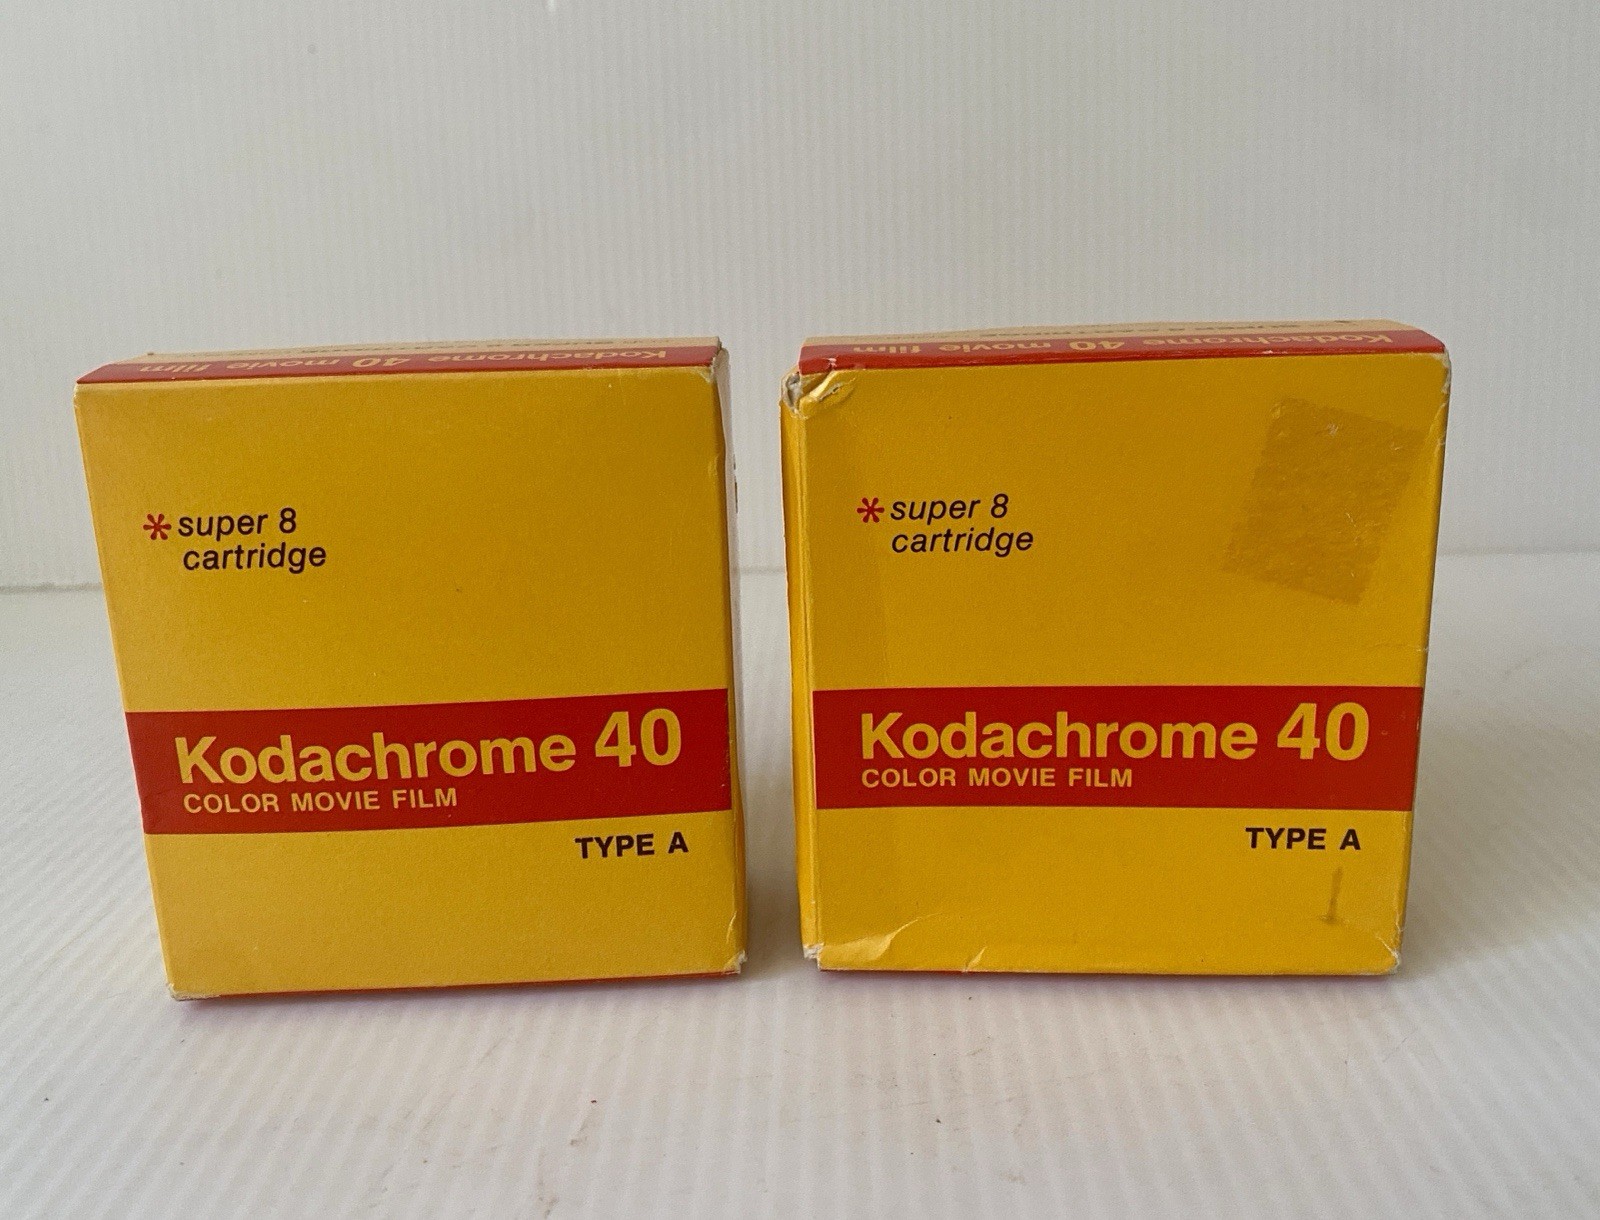 Kodachrome 40 movie film
* super 8
cartridge
Kodachrome 40
COLOR MOVIE FILM
TYPE A
Kodachrome 40 movie film
* super 8
cartridge
Kodachrome 40
COLOR MOVIE FILM
TYPE A